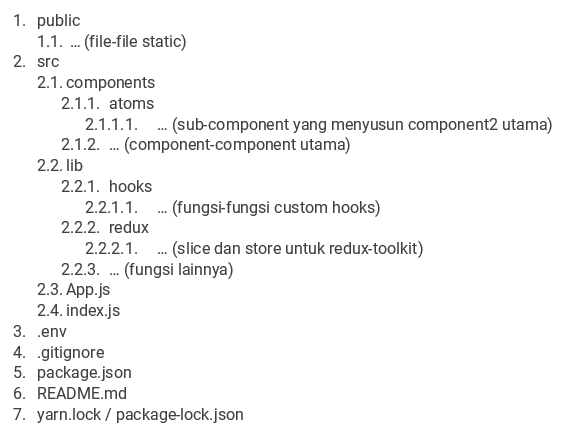 1. public
1.1. ... (file-file static)
2. src
2.1. components
2.1.1. atoms
2.1.1.1. ... (sub-component yang menyusun component2 utama)
2.1.2. ... (component-component utama)
2.2. lib
2.2.1. hooks
2.2.1.1. ... (fungsi-fungsi custom hooks)
2.2.2. redux
2.2.2.1. ... (slice dan store untuk redux-toolkit)
2.2.3. ... (fungsi lainnya)
2.3. App.js
2.4. index.js
3. .env
4. .gitignore
5. package.json
6. README.md
7. yarn.lock / package-lock.json